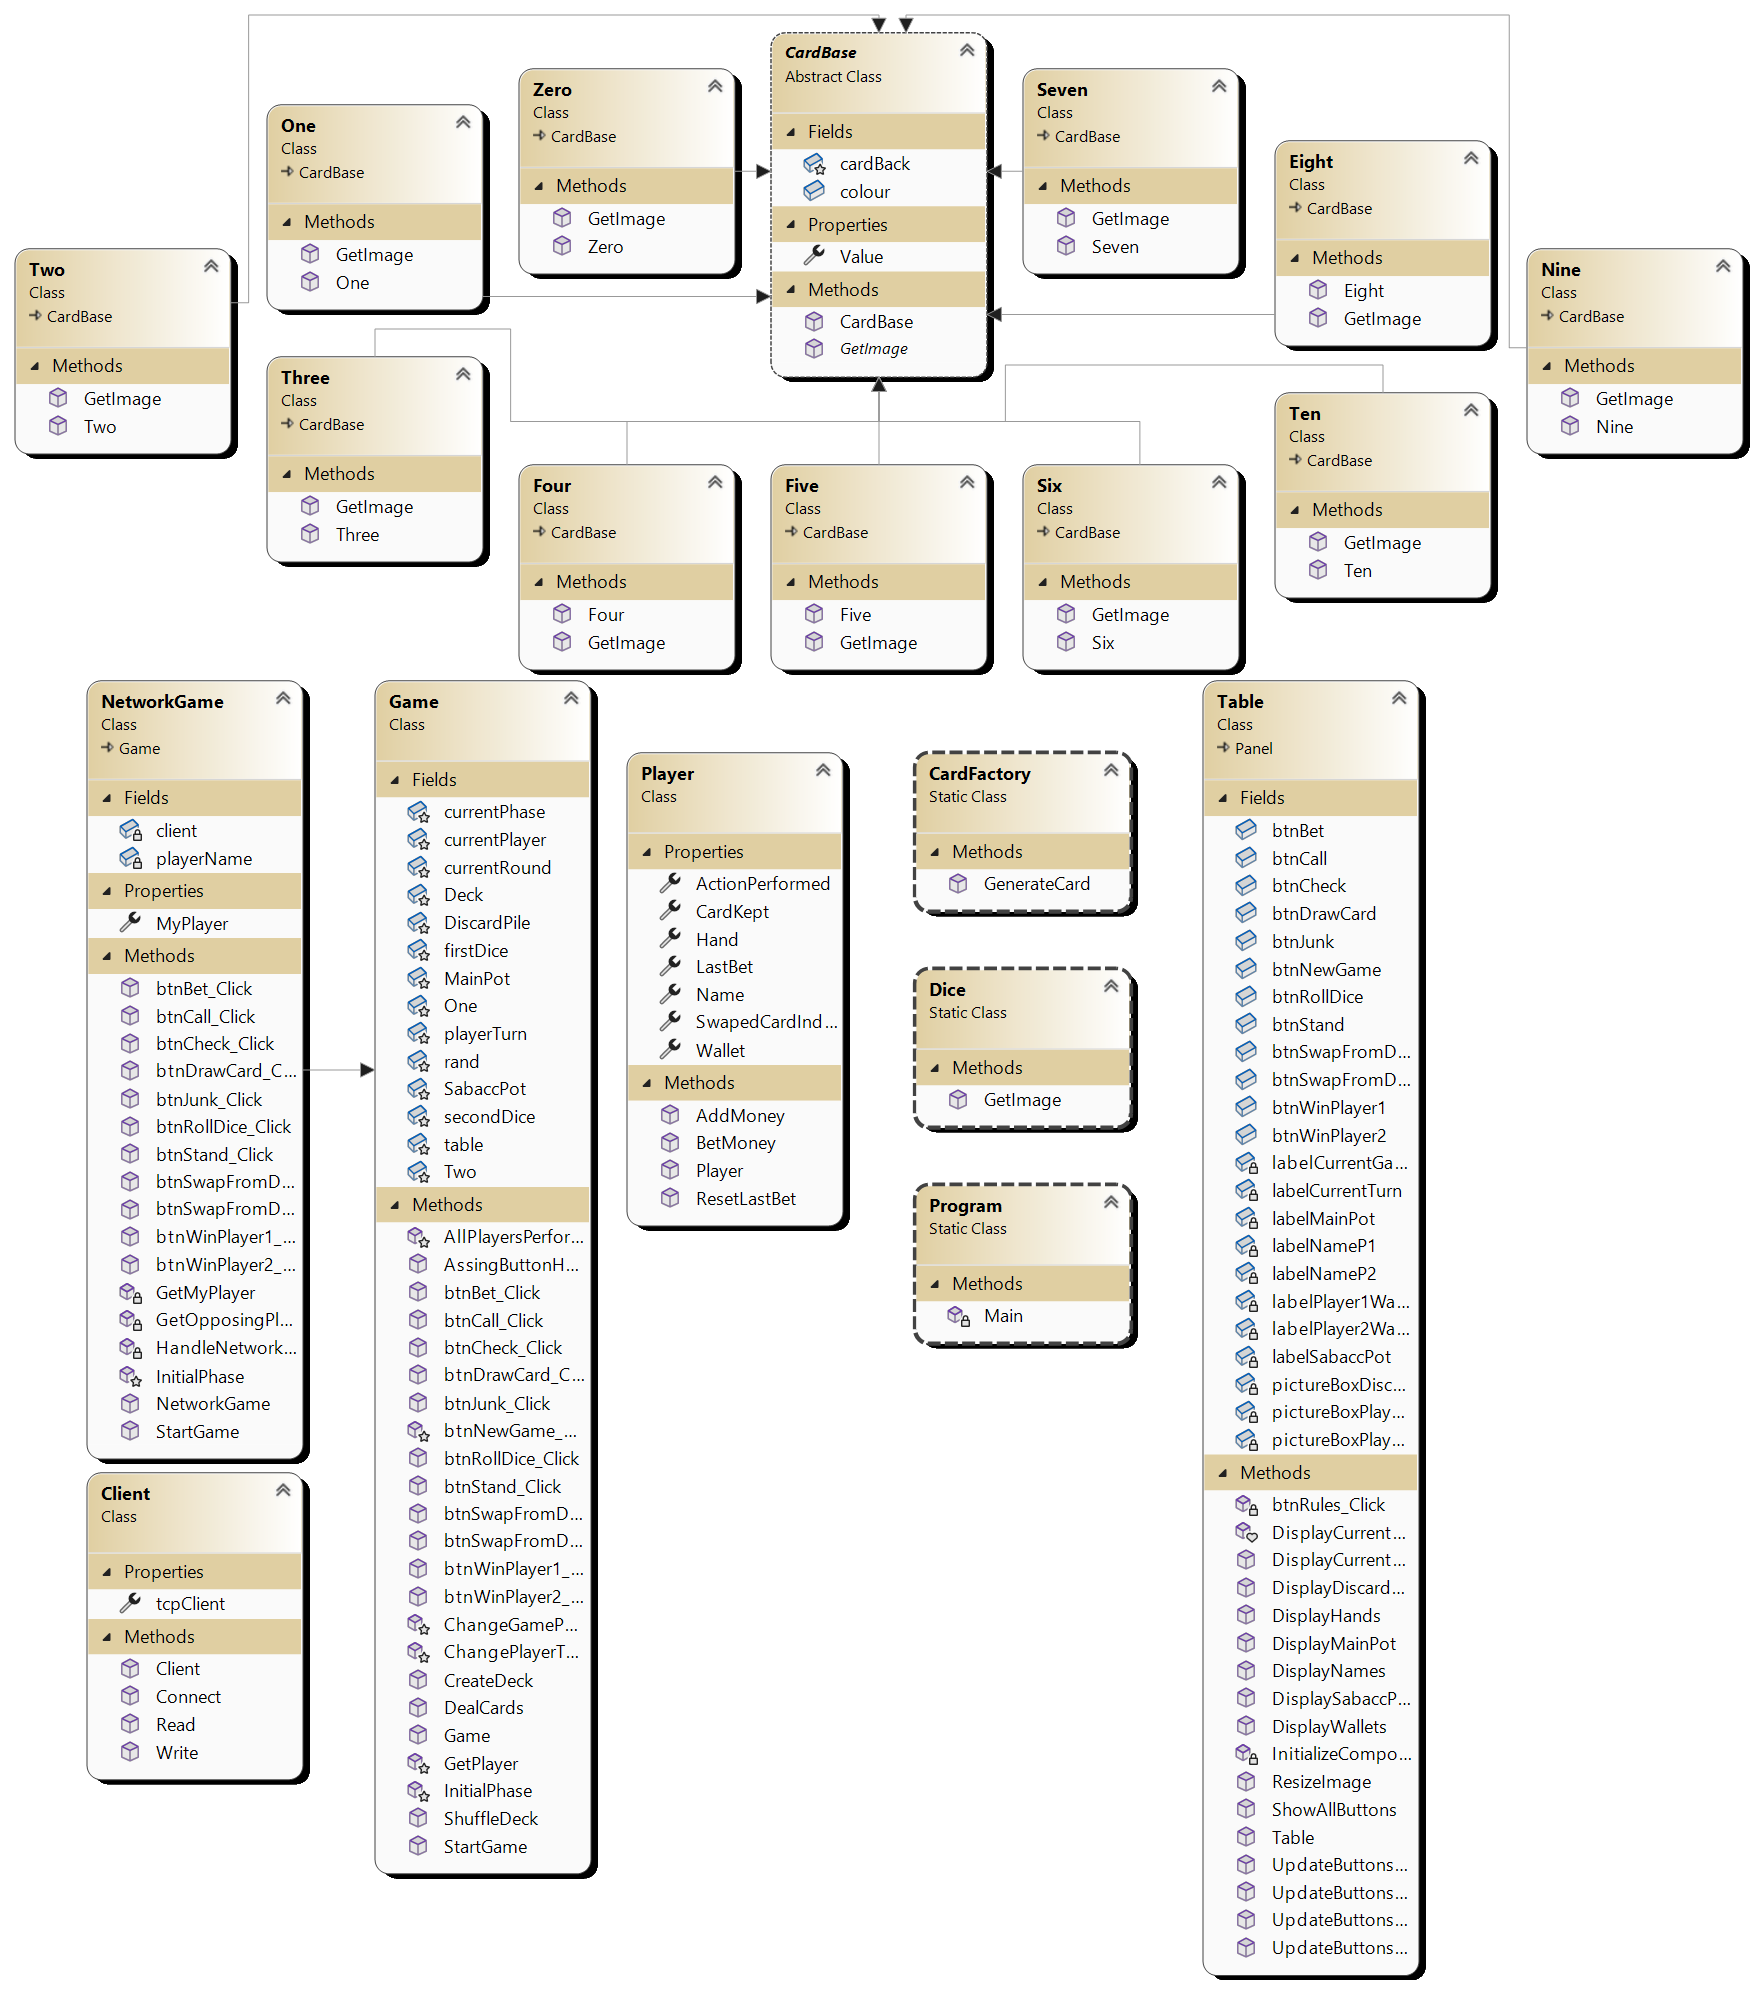 CardBase
Abstract Class
Fields
cardBack
colour
Properties
Value
Methods
CardBase
GetImage
Zero
Class
CardBase
Methods
GetImage
Zero
Seven
Class
CardBase
Methods
GetImage
Seven
One
Class
CardBase
Methods
GetImage
One
Eight
Class
CardBase
Methods
Eight
GetImage
Two
Class
CardBase
Methods
GetImage
Two
Nine
Class
CardBase
Methods
GetImage
Nine
Three
Class
CardBase
Methods
GetImage
Three
Ten
Class
CardBase
Methods
GetImage
Ten
Four
Class
CardBase
Methods
Four
GetImage
Five
Class
CardBase
Methods
Five
GetImage
Six
Class
CardBase
Methods
GetImage
Six
NetworkGame
Class
Game
Fields
client
playerName
Properties
MyPlayer
Methods
btnBet_Click
btnCall_Click
btnCheck_Click
btnDrawCard_C...
btnJunk_Click
btnRollDice_Click
btnStand_Click
btnSwapFromD...
btnSwapFromD...
btnWinPlayer1_...
btnWinPlayer2_...
GetMyPlayer
GetOpposingPl...
HandleNetwork...
InitialPhase
NetworkGame
StartGame
Client
Class
Properties
tcpClient
Methods
Client
Connect
Read
Write
Game
Class
Fields
currentPhase
currentPlayer
currentRound
Deck
DiscardPile
firstDice
MainPot
One
playerTurn
rand
SabaccPot
secondDice
table
Two
Methods
AllPlayersPerfor...
AssingButtonH...
btnBet_Click
btnCall_Click
btnCheck_Click
btnDrawCard_C...
btnJunk_Click
btnNewGame_...
btnRollDice_Click
btnStand_Click
btnSwapFromD...
btnSwapFromD...
btnWinPlayer1_...
btnWinPlayer2_...
ChangeGameP...
ChangePlayerT...
CreateDeck
DealCards
Game
GetPlayer
InitialPhase
ShuffleDeck
StartGame
Player
Class
Properties
ActionPerformed
CardKept
Hand
LastBet
Name
SwapedCardInd...
Wallet
Methods
AddMoney
BetMoney
Player
ResetLastBet
CardFactory
Static Class
Methods
GenerateCard
Dice
Static Class
Methods
GetImage
Program
Static Class
Methods
Main
Table
Class
Panel
Fields
btnBet
btnCall
btnCheck
btnDrawCard
btnJunk
btnNewGame
btnRollDice
btnStand
btnSwapFromD...
btnSwapFromD...
btnWinPlayer1
btnWinPlayer2
labelCurrentGa...
labelCurrentTurn
labelMainPot
labelNameP1
labelNameP2
labelPlayer1Wa...
labelPlayer2Wa...
labelSabaccPot
pictureBoxDisc...
pictureBoxPlay...
pictureBoxPlay...
Methods
btnRules_Click
DisplayCurrent...
DisplayCurrent...
DisplayDiscard...
DisplayHands
DisplayMainPot
DisplayNames
DisplaySabaccP...
DisplayWallets
InitializeCompo...
ResizeImage
ShowAllButtons
Table
UpdateButtons...
UpdateButtons...
UpdateButtons...
UpdateButtons...